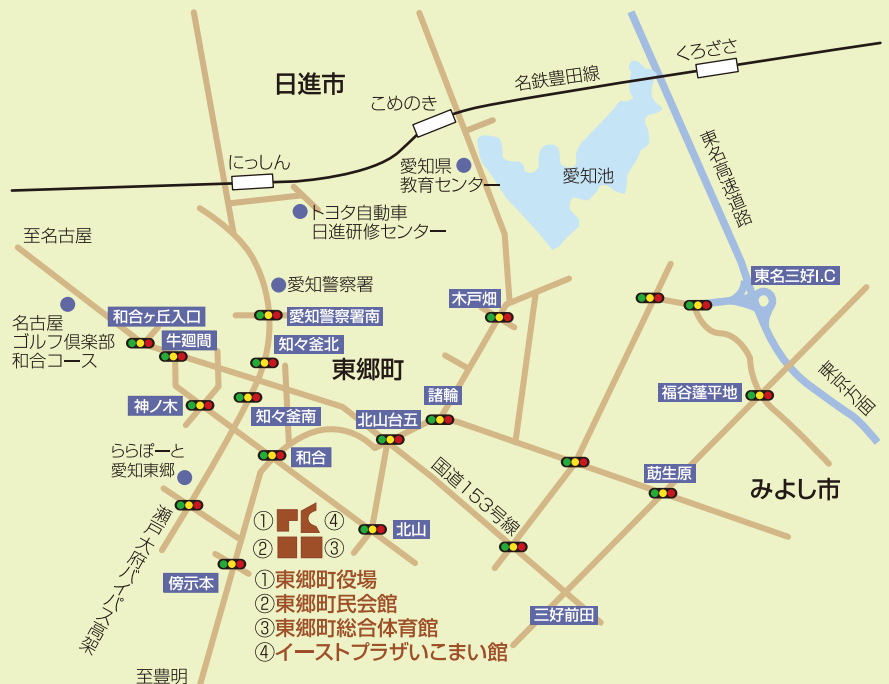 くろざさ
名鉄豊田線
日進市
こめのき
にっしん
愛知県
教育センター
愛知池
東名高速道路
トヨタ自動車
日進研修センター
至名古屋
東名三好I.C
愛知警察署
木戸畑
和合ヶ丘入口
愛知警察署南
名古屋
ゴルフ倶楽部
和合コース
牛廻間
知々釜北
東郷町
東京方面
福谷蓬平地
諸輪
神ノ木
知々釜南
北山台五
ららぽーと
愛知東郷
和合
国道153号線
莇生原
みよし市
瀬戸大府バイパス高架
① ④
② ③
北山
傍示本
①東郷町役場
②東郷町民会館
③東郷町総合体育館
④イーストプラザいこまい館
三好前田
至豊明